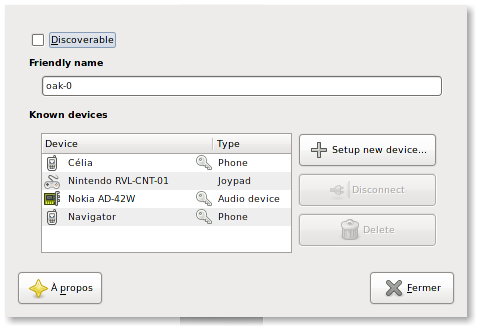 Discoverable
Friendly name
oak-0
Known devices
Device Type
Célia Phone
Nintendo RVL-CNT-01 Joypad
Nokia AD-42W Audio device
Navigator Phone
Setup new device...
Disconnect
Delete
À propos
Fermer